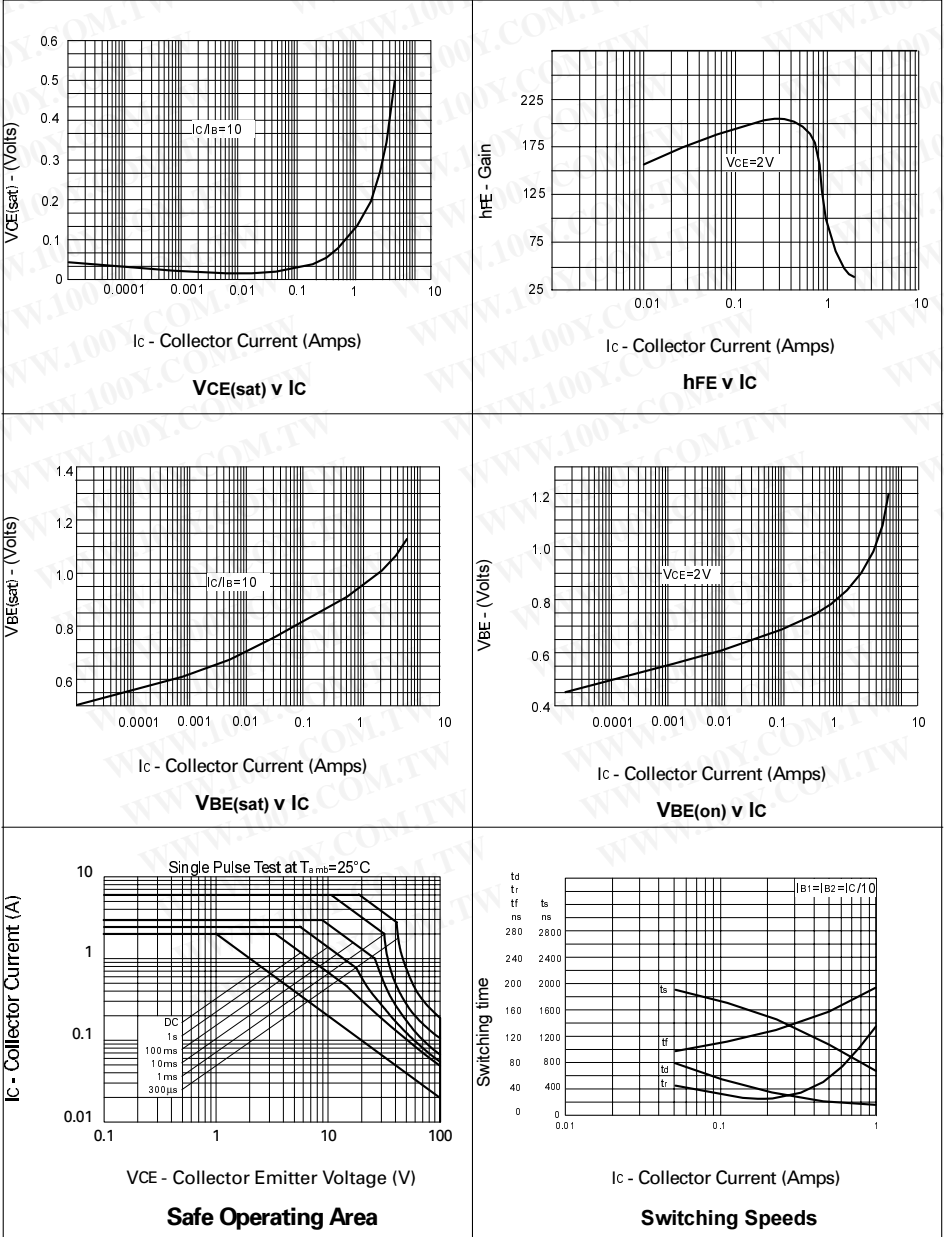 0.6
0.5
0.4
0.3
0.2
0.1
0
VCE(sat) - (Volts)
IC/IB=10
0.0001 0.001 0.01 0.1 1 10
IC - Collector Current (Amps)
VCE(sat) v IC
225
175
125
75
25
hFE - Gain
VCE=2V
0.01 0.1 1 10
IC - Collector Current (Amps)
hFE v IC
1.4
1.2
1.0
0.8
0.6
VBE(sat) - (Volts)
IC/IB=10
0.0001 0.001 0.01 0.1 1 10
IC - Collector Current (Amps)
VBE(sat) v IC
1.2
1.0
0.8
0.6
0.4
VBE - (Volts)
VCE=2V
0.0001 0.001 0.01 0.1 1 10
IC - Collector Current (Amps)
VBE(on) v IC
Single Pulse Test at Tamb=25°C
10
1
0.1
0.01
IC - Collector Current (A)
DC
1s
100ms
10ms
1ms
300µs
0.1 1 10 100
VCE - Collector Emitter Voltage (V)
Safe Operating Area
td
tr
tf ts
ns ns
280 2800
240 2400
200 2000
160 1600
120 1200
80 800
40 400
0 0
Switching time
IB1=IB2=IC/10
ts
tf
td
tr
0.01 0.1 1
IC - Collector Current (Amps)
Switching Speeds
WWW.100Y.COM.TW